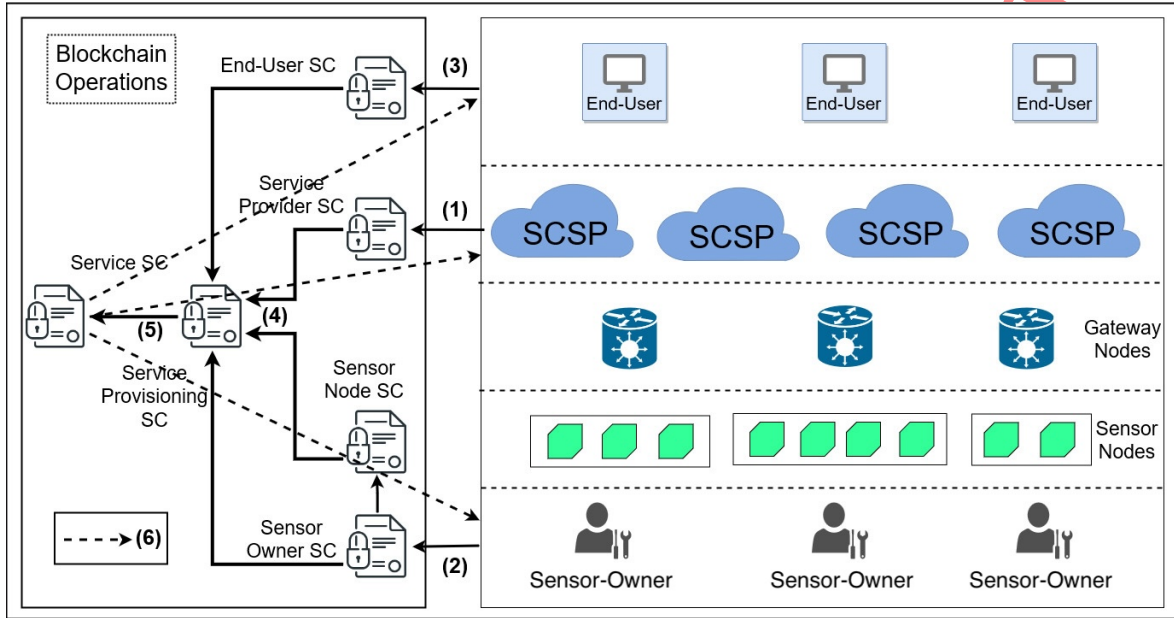 Blockchain
Operations
End-User SC
(3)
End-User
End-User
End-User
Service
Provider SC
(1)
SCSP
SCSP
SCSP
SCSP
Service SC
(5)
(4)
Gateway
Nodes
Service
Provisioning
SC
Sensor
Node SC
Sensor
Nodes
(6)
Sensor
Owner SC
(2)
Sensor-Owner
Sensor-Owner
Sensor-Owner